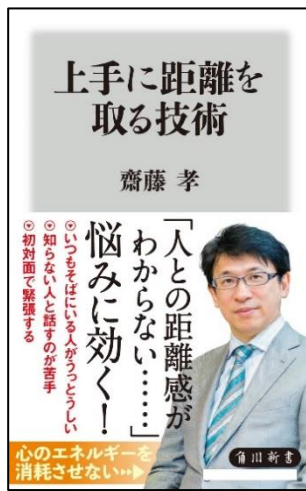 上手に距離を
取る技術
齋藤 孝
「人との距離感が
わからない……」
悩みに効く!
いつもそばにいる人がうっとうしい
知らない人と話すのが苦手
初対面で緊張する
心のエネルギーを
消耗させない
角川新書